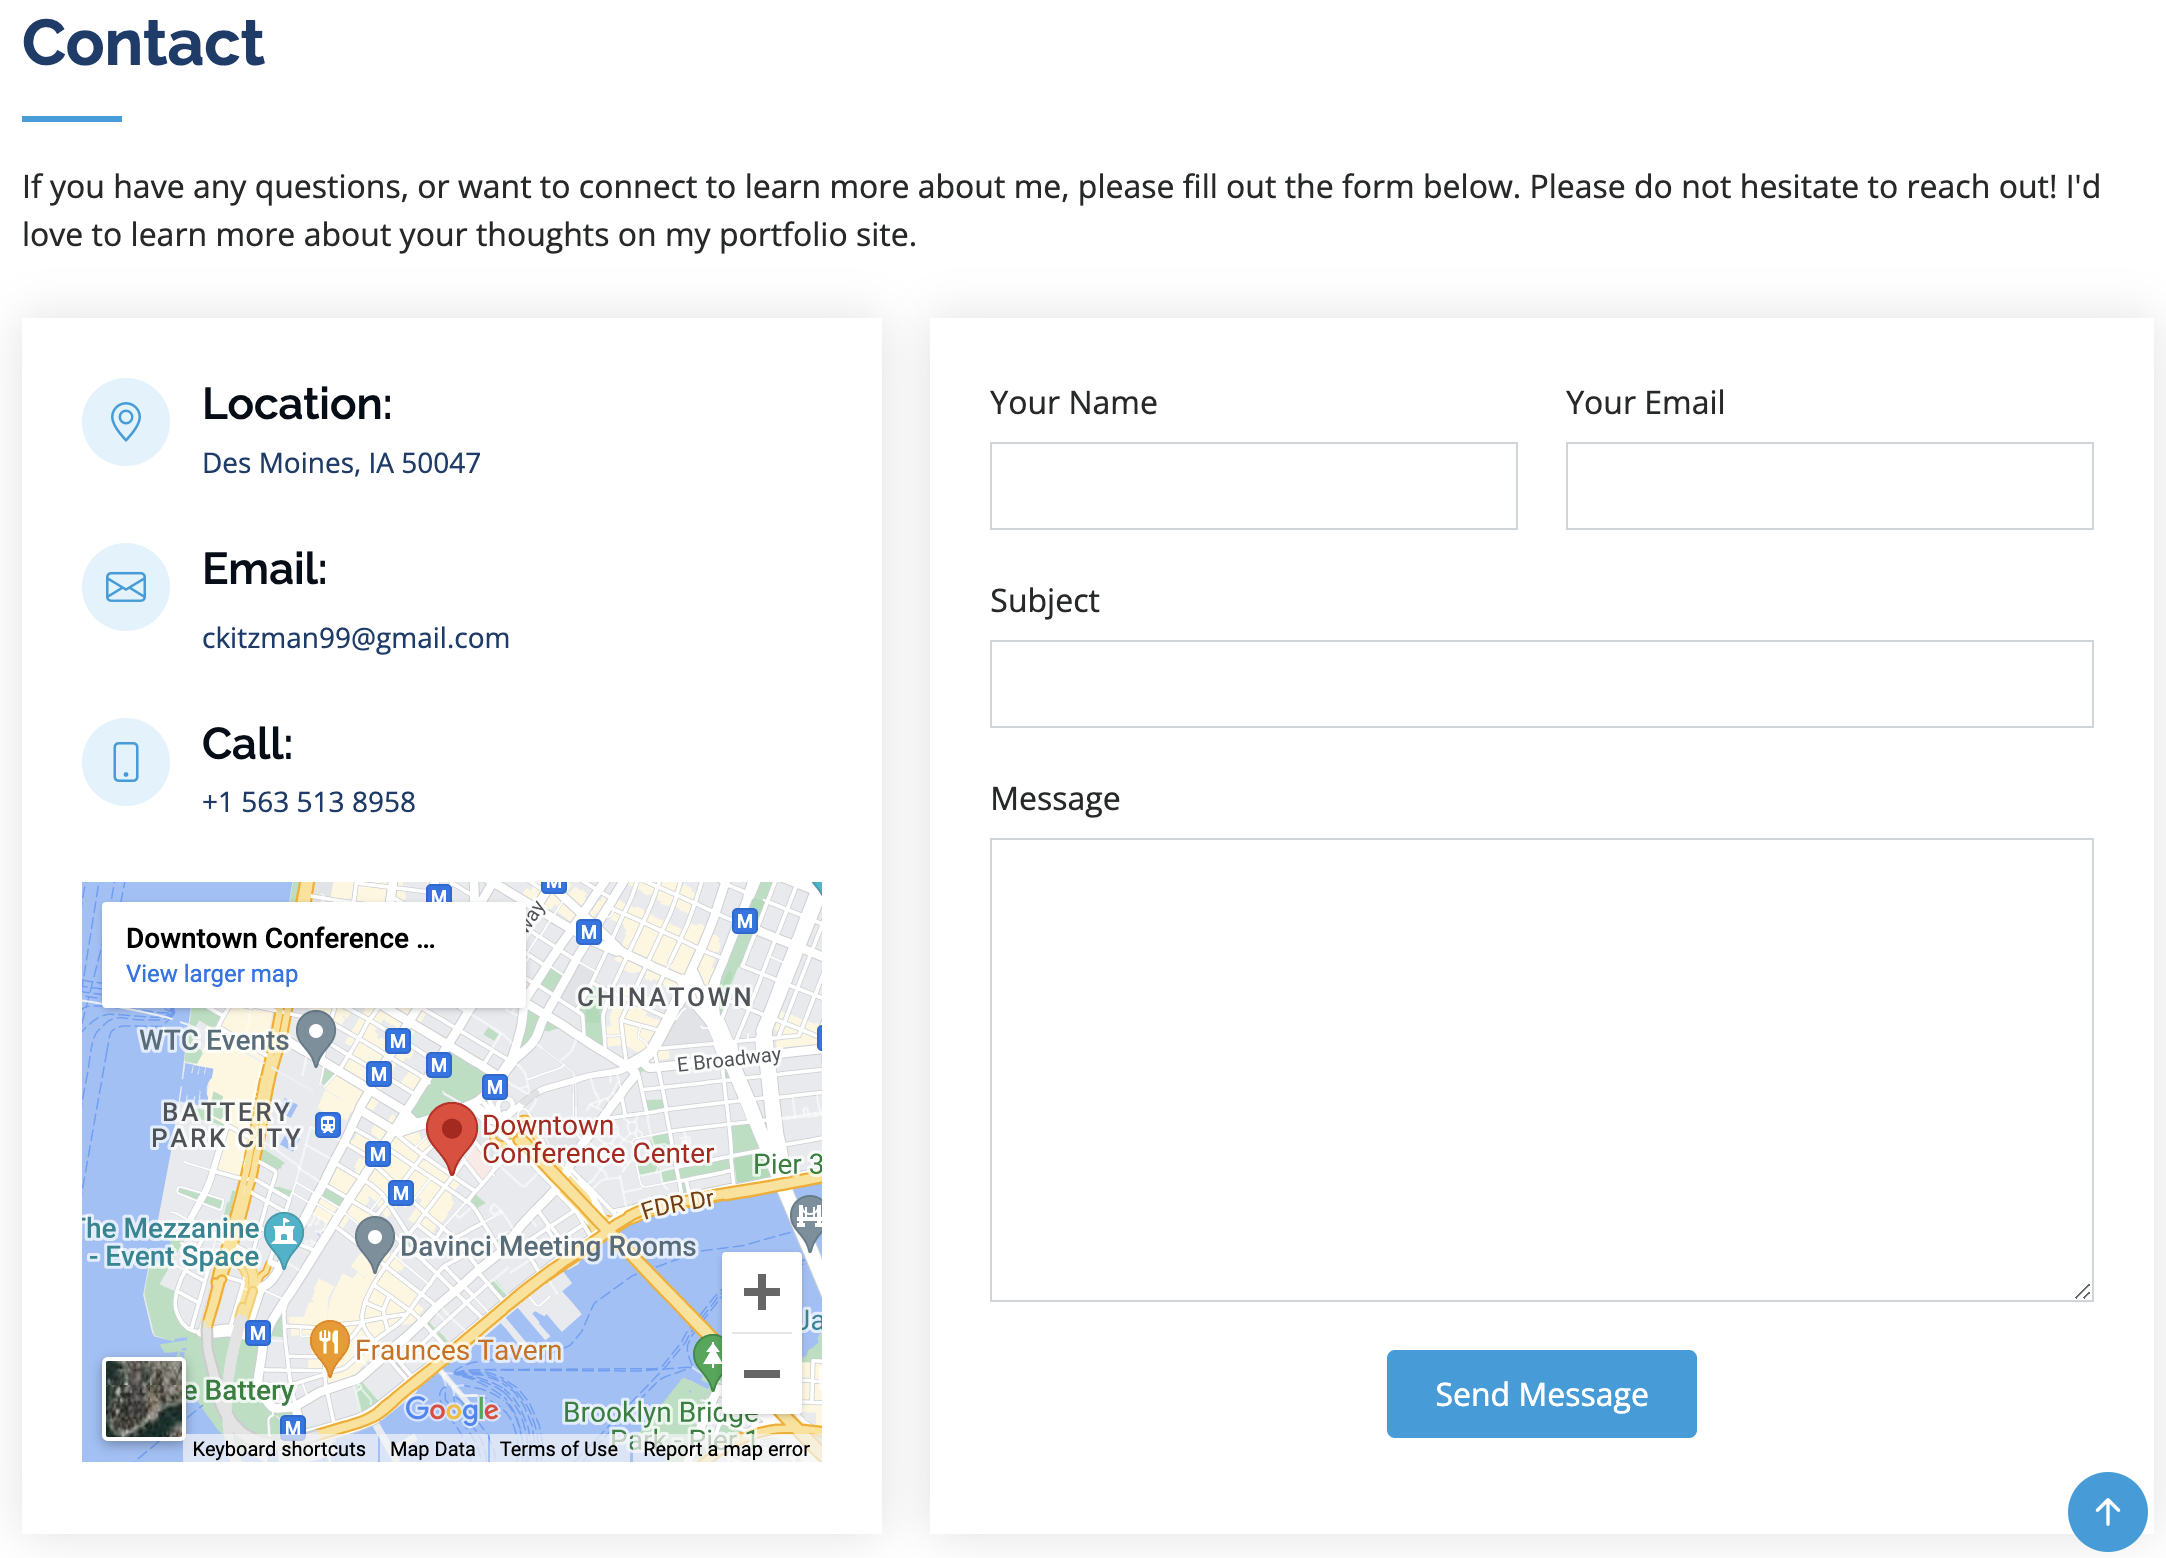 Contact
If you have any questions, or want to connect to learn more about me, please fill out the form below. Please do not hesitate to reach out! I'd
love to learn more about your thoughts on my portfolio site.
Location:
Des Moines, IA 50047
Email:
ckitzman99@gmail.com
Call:
+1 563 513 8958
Downtown Conference ...
View larger map
way
M
M
M
M
CHINATOWN
WTC Events
M
M
M
M
E Broadway
BATTERY
PARK CITY
Downtown
Conference Center
M
Pier 3
M
FDR Dr
he Mezzanine
- Event Space
Davinci Meeting Rooms
M
Ja
Fraunces Tavern
e Battery
Google
Brooklyn Bridge
Park - Pier 1
M
Keyboard shortcuts
Map Data
Terms of Use
Report a map error
Your Name
Your Email
Subject
Message
Send Message